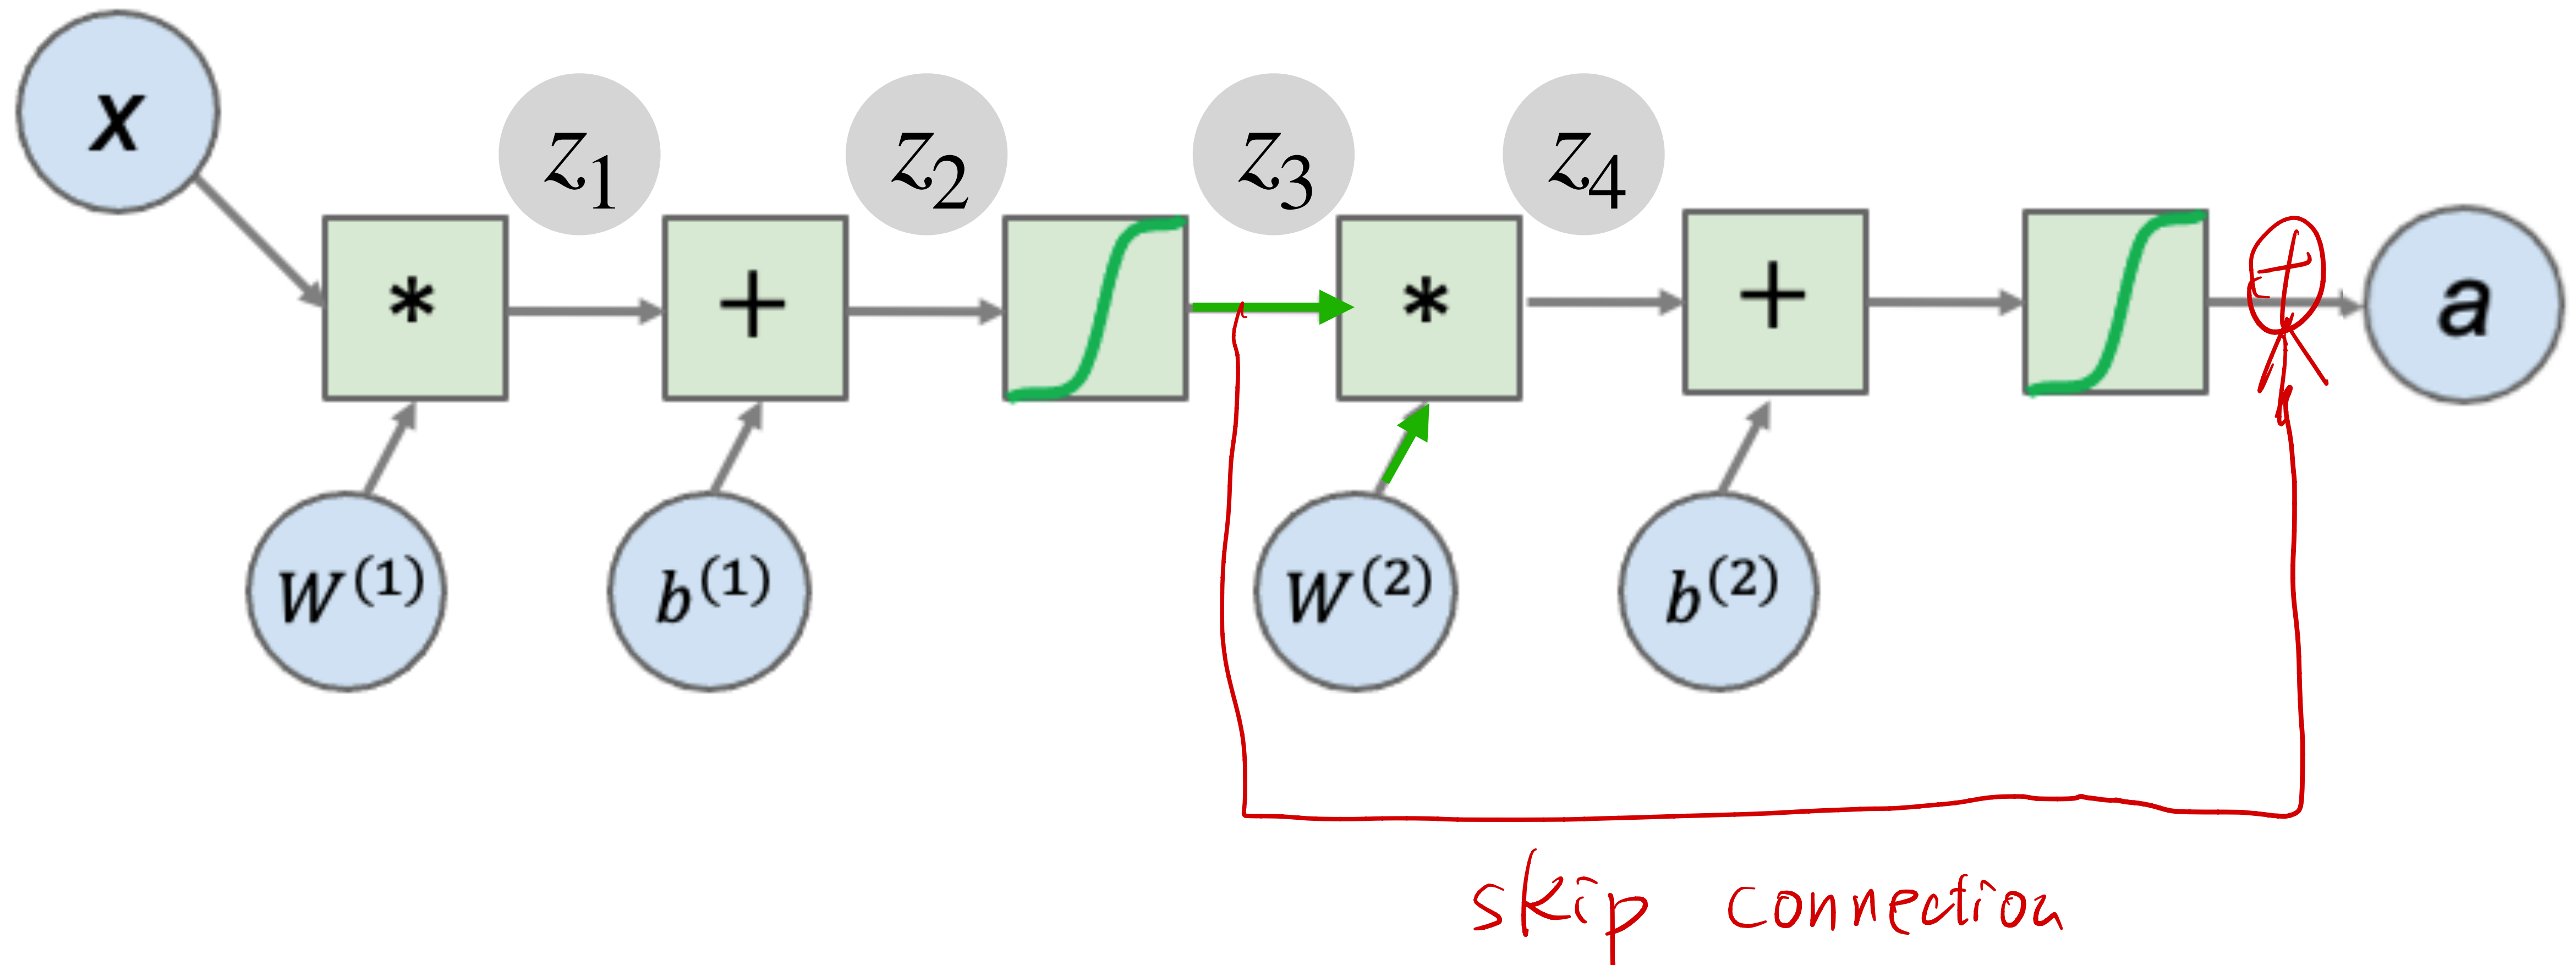 x
z₁ z₂ z₃ z₄
* + * + + a
W⁽¹⁾ b⁽¹⁾ W⁽²⁾ b⁽²⁾
skip connection